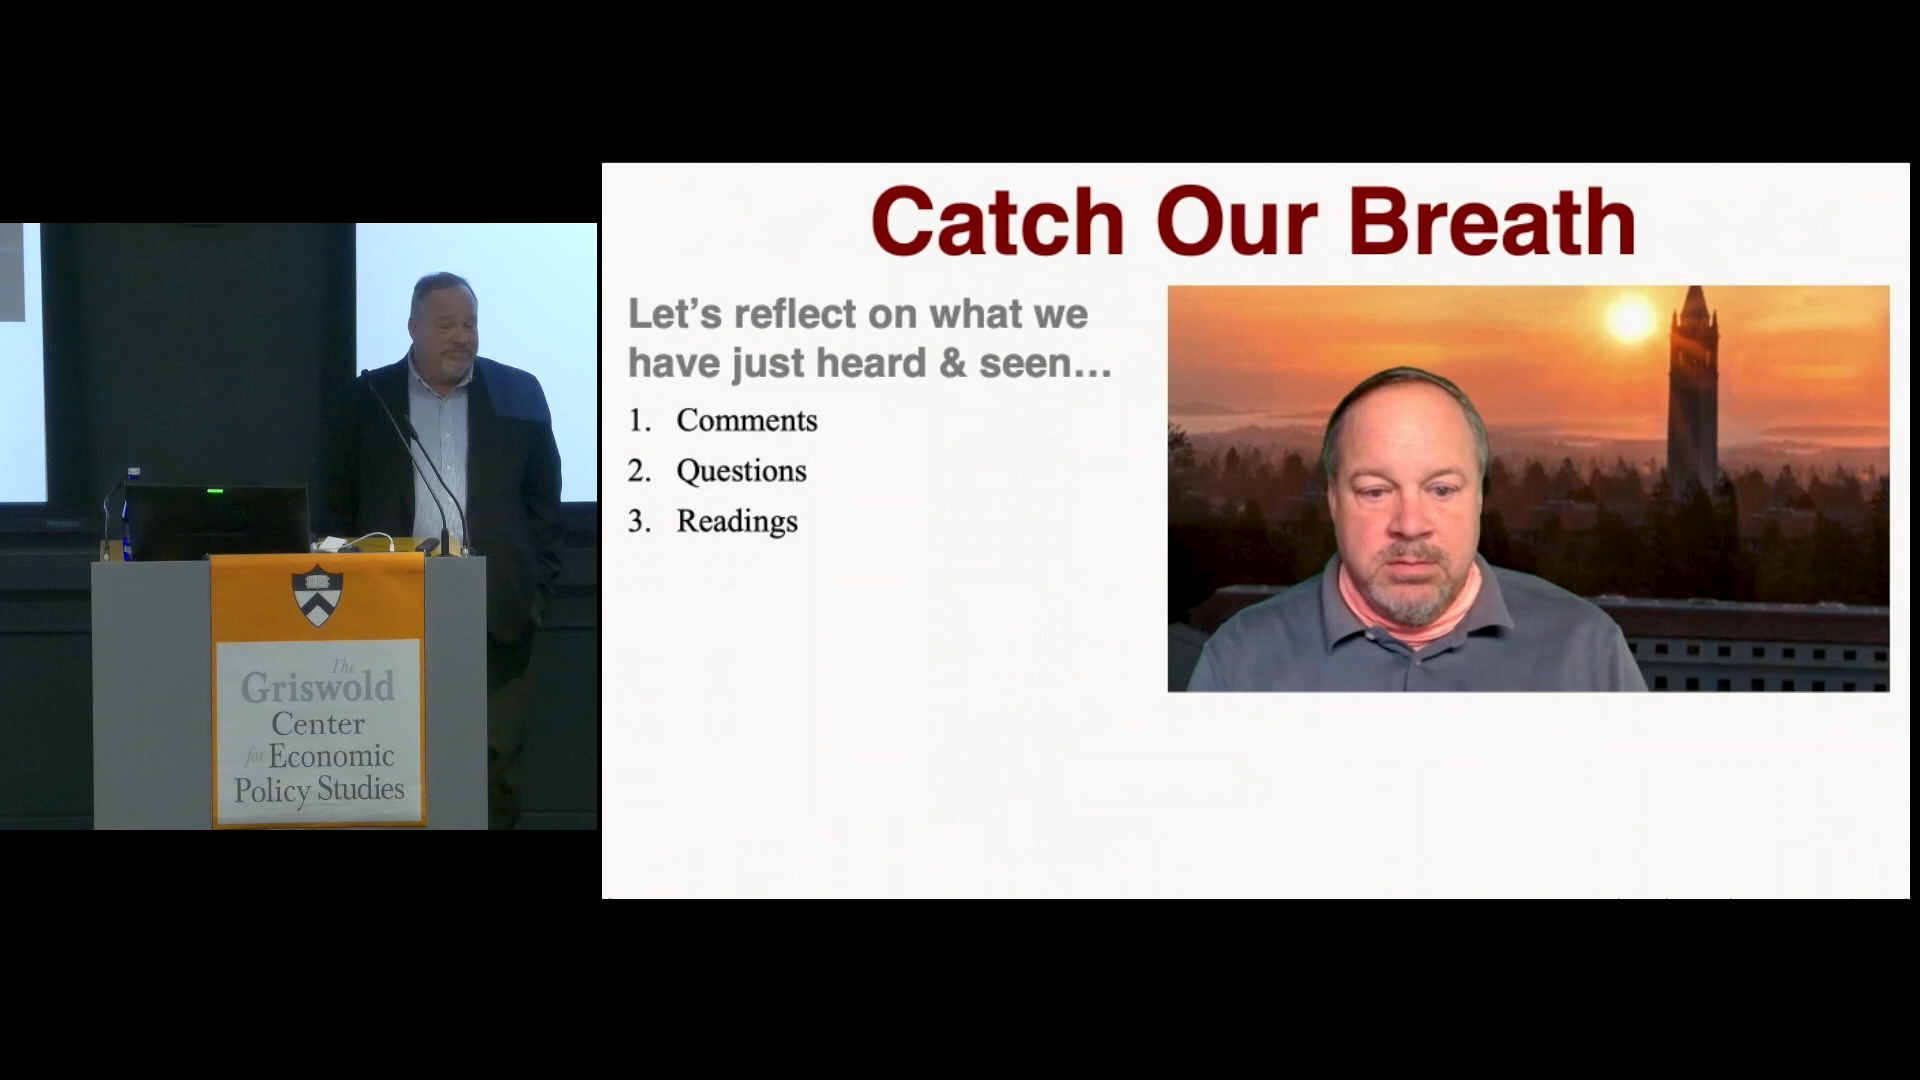 Catch Our Breath
Let's reflect on what we
have just heard & seen...
1. Comments
2. Questions
3. Readings
The
Griswold
Center
for Economic
Policy Studies